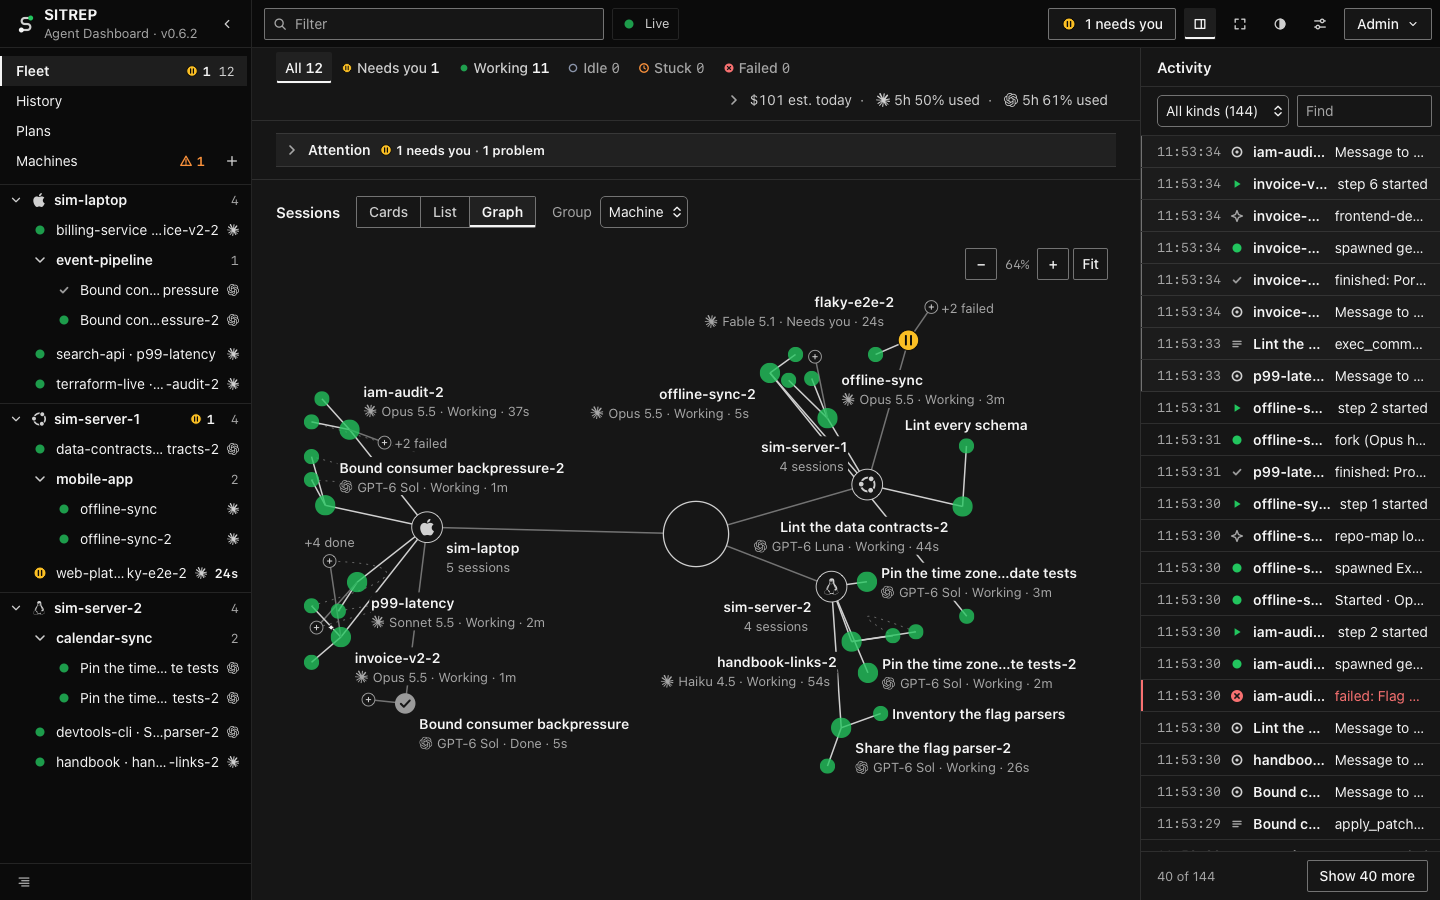 SITREP
Agent Dashboard · v0.6.2
Filter
Live
1 needs you
Admin
Fleet 1 12
History
Plans
Machines 1
sim-laptop 4
billing-service …ice-v2-2
event-pipeline 1
Bound con… pressure
Bound con…essure-2
search-api · p99-latency
terraform-live ·…-audit-2
sim-server-1 1 4
data-contracts… tracts-2
mobile-app 2
offline-sync
offline-sync-2
web-plat… ky-e2e-2 24s
sim-server-2 4
calendar-sync 2
Pin the time… te tests
Pin the time… tests-2
devtools-cli · S…parser-2
handbook · han…-links-2
All 12 Needs you 1 Working 11 Idle 0 Stuck 0 Failed 0
$101 est. today · 5h 50% used · 5h 61% used
Attention 1 needs you · 1 problem
Sessions Cards List Graph Group Machine
− 64% + Fit
flaky-e2e-2
Fable 5.1 · Needs you · 24s
+2 failed
offline-sync
Opus 5.5 · Working · 3m
offline-sync-2
Opus 5.5 · Working · 5s
iam-audit-2
Opus 5.5 · Working · 37s
+2 failed
Lint every schema
sim-server-1
4 sessions
Bound consumer backpressure-2
GPT-6 Sol · Working · 1m
Lint the data contracts-2
GPT-6 Luna · Working · 44s
+4 done
sim-laptop
5 sessions
Pin the time zone…date tests
GPT-6 Sol · Working · 3m
p99-latency
Sonnet 5.5 · Working · 2m
sim-server-2
4 sessions
invoice-v2-2
Opus 5.5 · Working · 1m
handbook-links-2
Haiku 4.5 · Working · 54s
Pin the time zone…te tests-2
GPT-6 Sol · Working · 2m
Inventory the flag parsers
Bound consumer backpressure
GPT-6 Sol · Done · 5s
Share the flag parser-2
GPT-6 Sol · Working · 26s
Activity
All kinds (144) Find
11:53:34 iam-audi… Message to …
11:53:34 invoice-v… step 6 started
11:53:34 invoice-… frontend-de…
11:53:34 invoice-… spawned ge…
11:53:34 invoice-… finished: Por…
11:53:34 invoice-… Message to …
11:53:33 Lint the … exec_comm…
11:53:33 p99-late… Message to …
11:53:31 offline-s… step 2 started
11:53:31 offline-s… fork (Opus h…
11:53:31 p99-late… finished: Pro…
11:53:30 offline-sy… step 1 started
11:53:30 offline-s… repo-map lo…
11:53:30 offline-s… spawned Ex…
11:53:30 offline-s… Started · Op…
11:53:30 iam-audi… step 2 started
11:53:30 iam-audi… spawned ge…
11:53:30 iam-audi… failed: Flag …
11:53:30 Lint the … Message to …
11:53:30 handboo… Message to …
11:53:30 Bound c… Message to …
11:53:29 Bound c… apply_patch…
40 of 144 Show 40 more